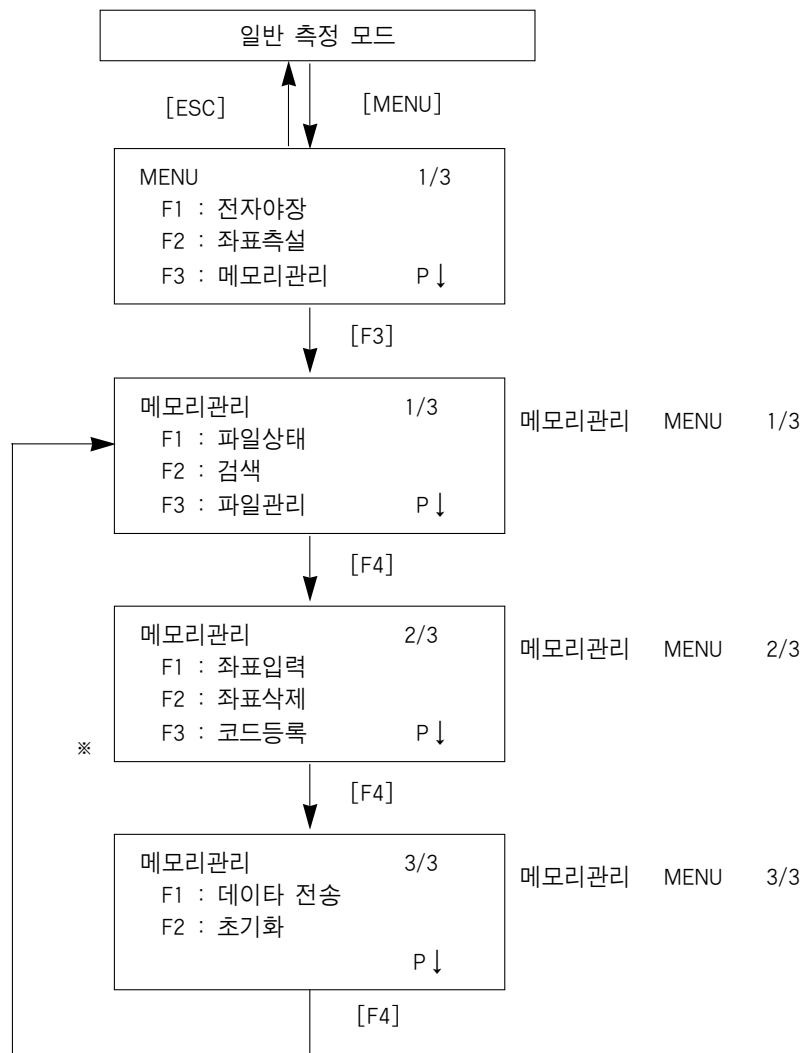 일반 측정 모드
[ESC] [MENU]
MENU 1/3
F1 : 전자야장
F2 : 좌표측설
F3 : 메모리관리 P↓
[F3]
메모리관리 1/3
F1 : 파일상태
F2 : 검색
F3 : 파일관리 P↓
메모리관리 MENU 1/3
[F4]
메모리관리 2/3
F1 : 좌표입력
F2 : 좌표삭제
F3 : 코드등록 P↓
메모리관리 MENU 2/3
※
[F4]
메모리관리 3/3
F1 : 데이타 전송
F2 : 초기화
P↓
메모리관리 MENU 3/3
[F4]